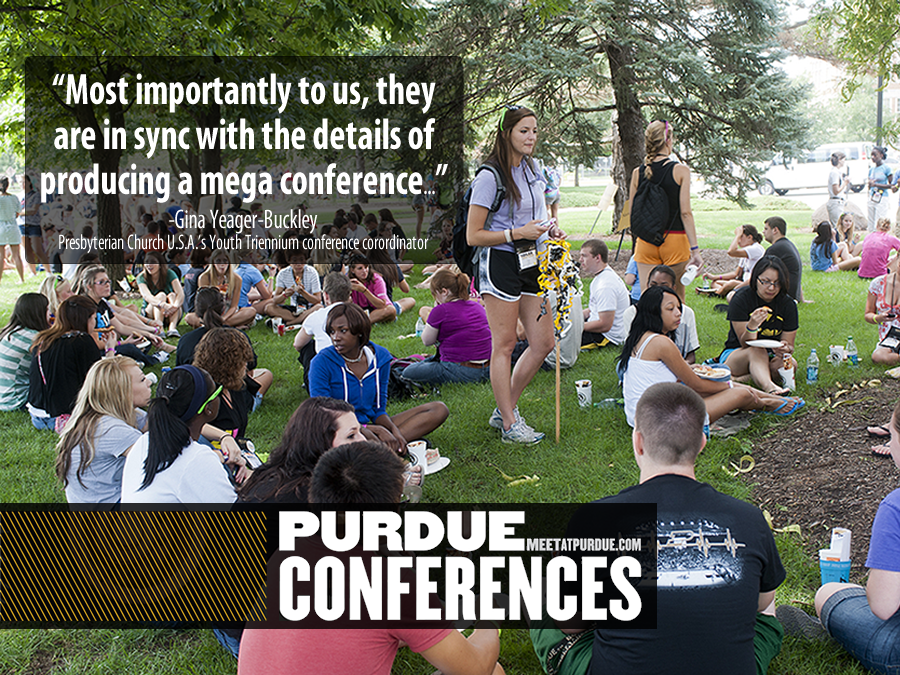 “Most importantly to us, they
are in sync with the details of
producing a mega conference...”
-Gina Yeager-Buckley
Presbyterian Church U.S.A.’s Youth Triennium conference corordinator
PURDUE
MEETATPURDUE.COM
CONFERENCES